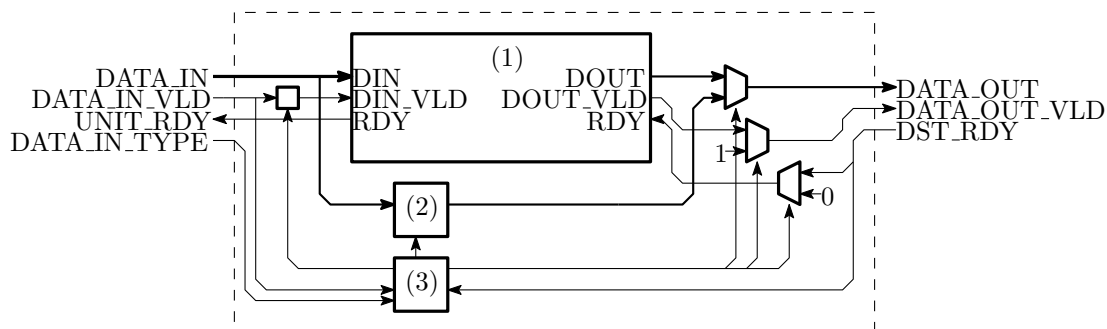 (1)
DATA_IN DIN DOUT
DATA_OUT
DATA_IN_VLD DIN_VLD DOUT_VLD
DATA_OUT_VLD
UNIT_RDY RDY RDY
DST_RDY
DATA_IN_TYPE
1
0
(2)
(3)